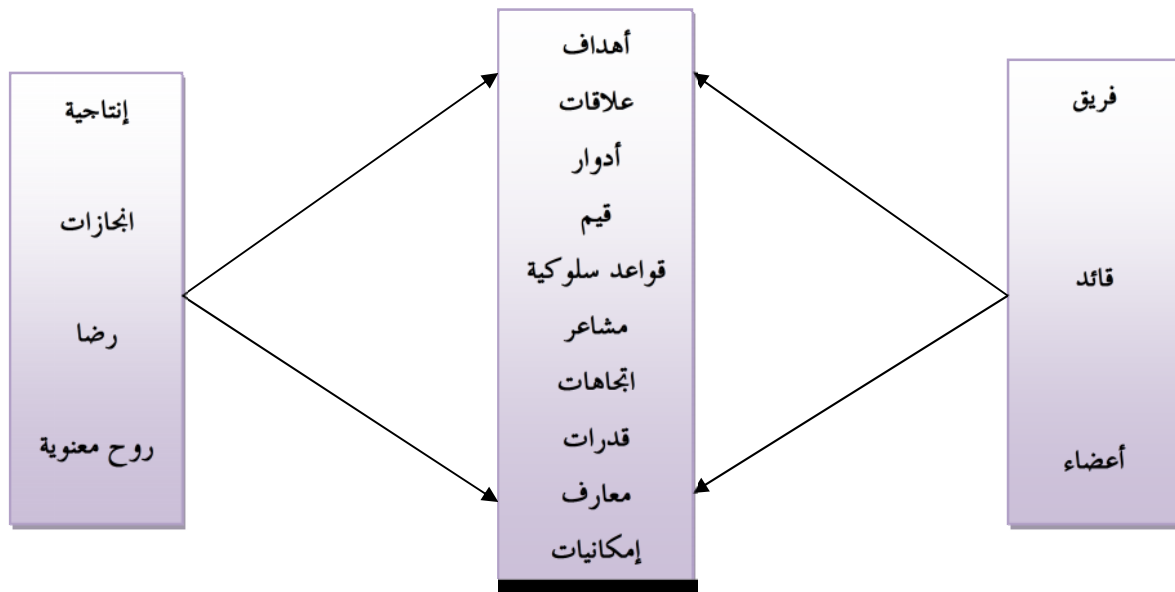 فريق
قائد
أعضاء
أهداف
علاقات
أدوار
قيم
قواعد سلوكية
مشاعر
اتجاهات
قدرات
معارف
إمكانيات
إنتاجية
انجازات
رضا
روح معنوية